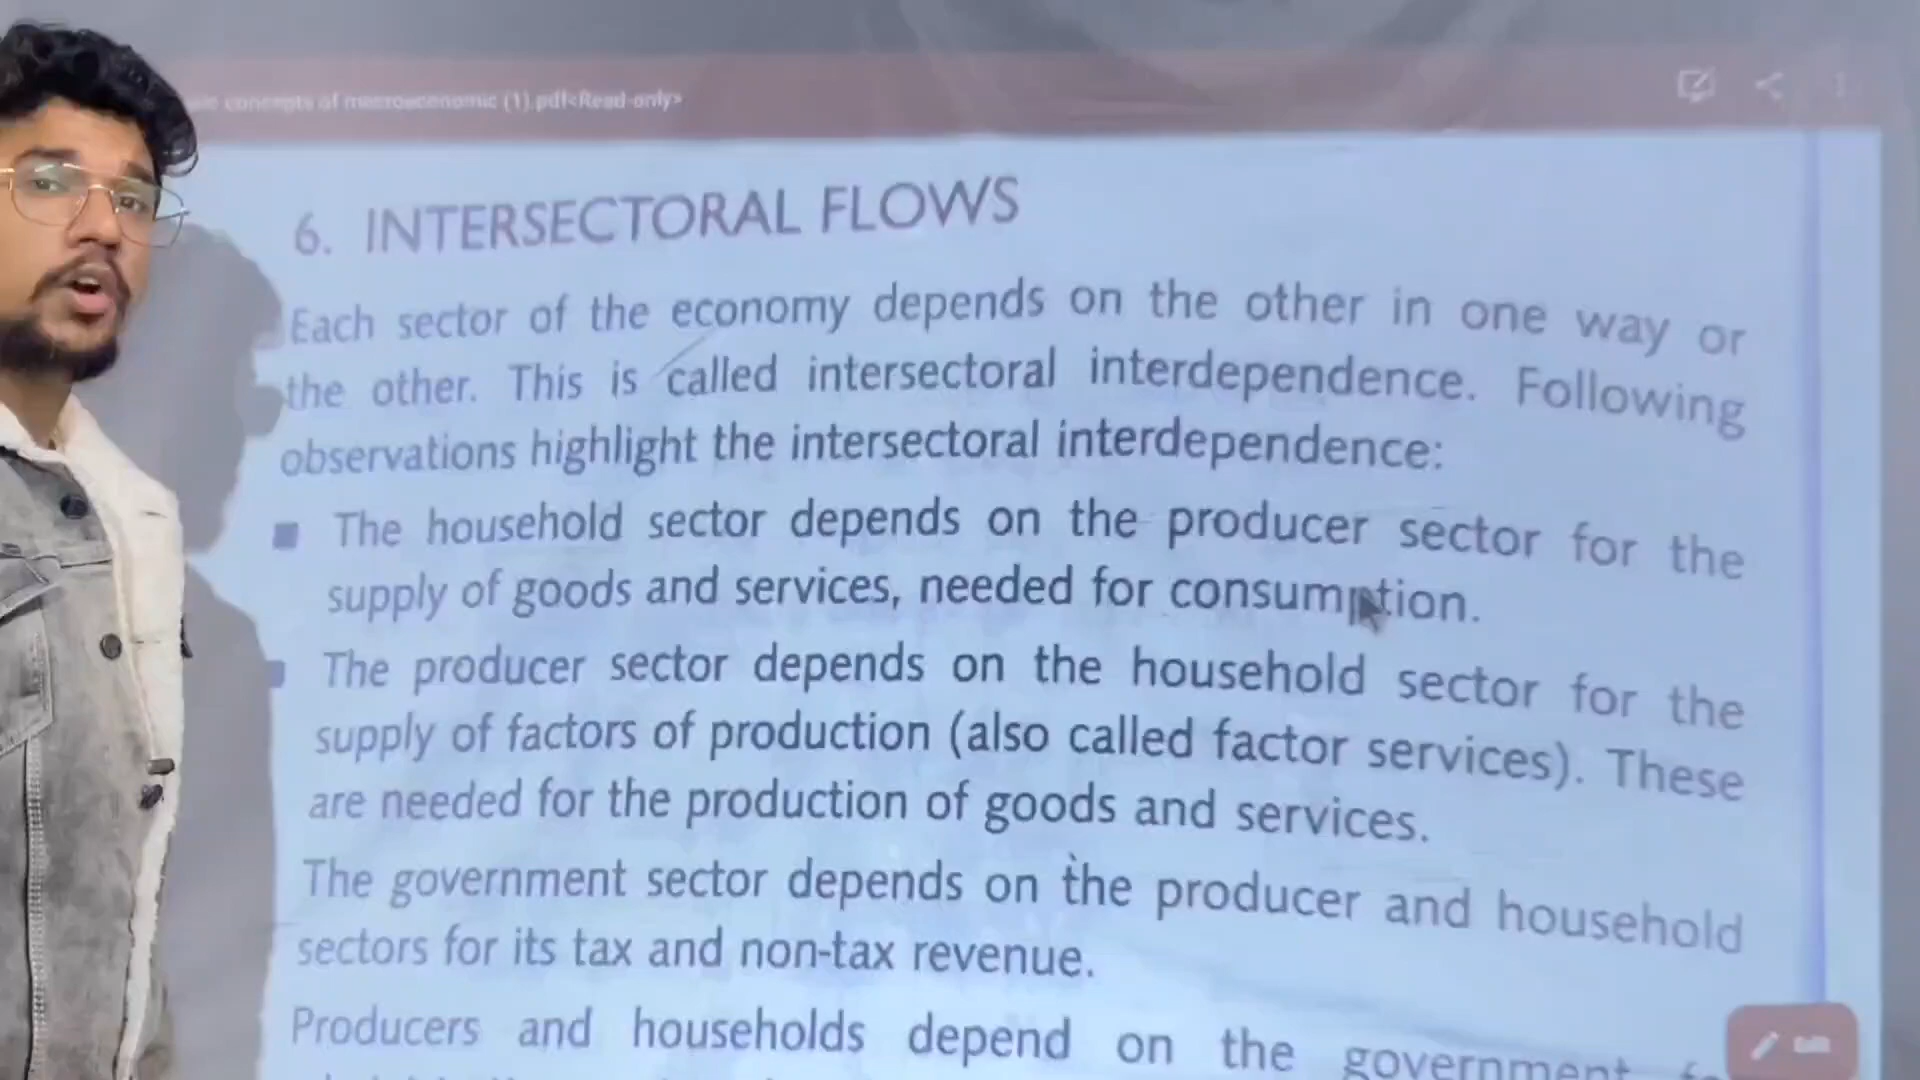 concepts of macroeconomic (1).pdf<Read-only>
6. INTERSECTORAL FLOWS
Each sector of the economy depends on the other in one way or
the other. This is called intersectoral interdependence. Following
observations highlight the intersectoral interdependence:
■ The household sector depends on the producer sector for the
supply of goods and services, needed for consumption.
■ The producer sector depends on the household sector for the
supply of factors of production (also called factor services). These
are needed for the production of goods and services.
The government sector depends on the producer and household
sectors for its tax and non-tax revenue.
Producers and households depend on the government